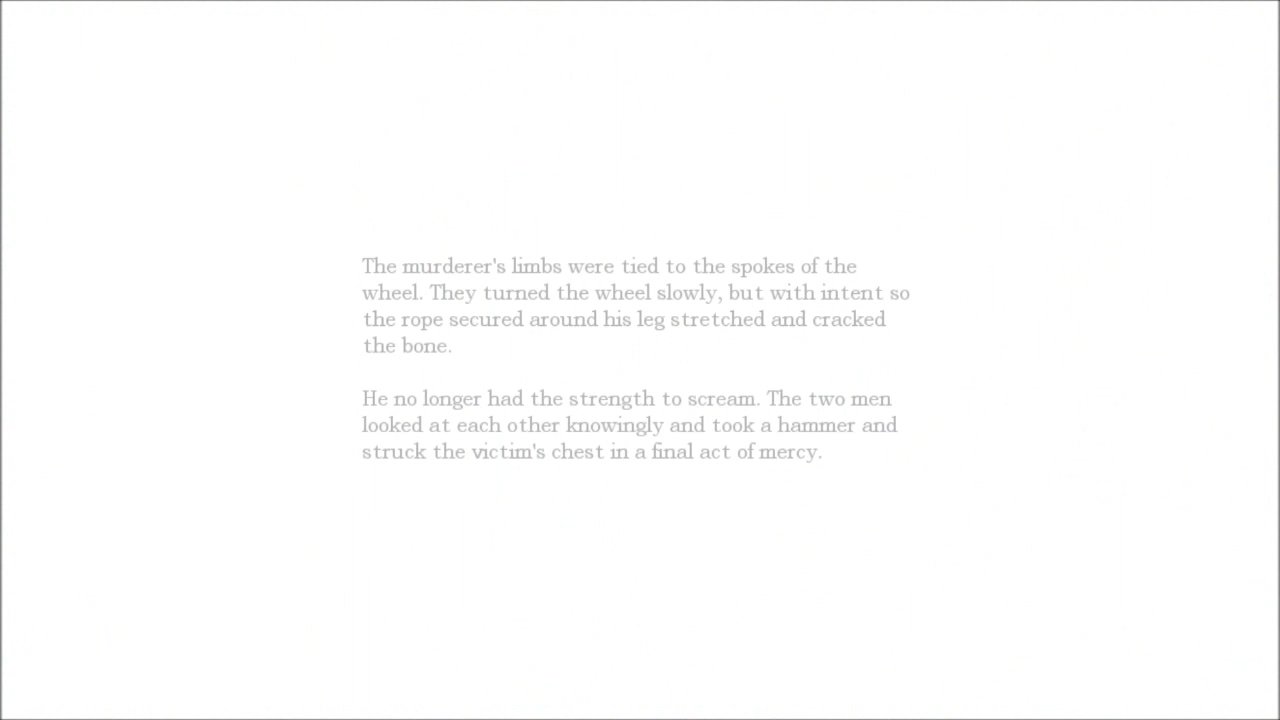 The murderer's limbs were tied to the spokes of the
wheel. They turned the wheel slowly, but with intent so
the rope secured around his leg stretched and cracked
the bone.
He no longer had the strength to scream. The two men
looked at each other knowingly and took a hammer and
struck the victim's chest in a final act of mercy.